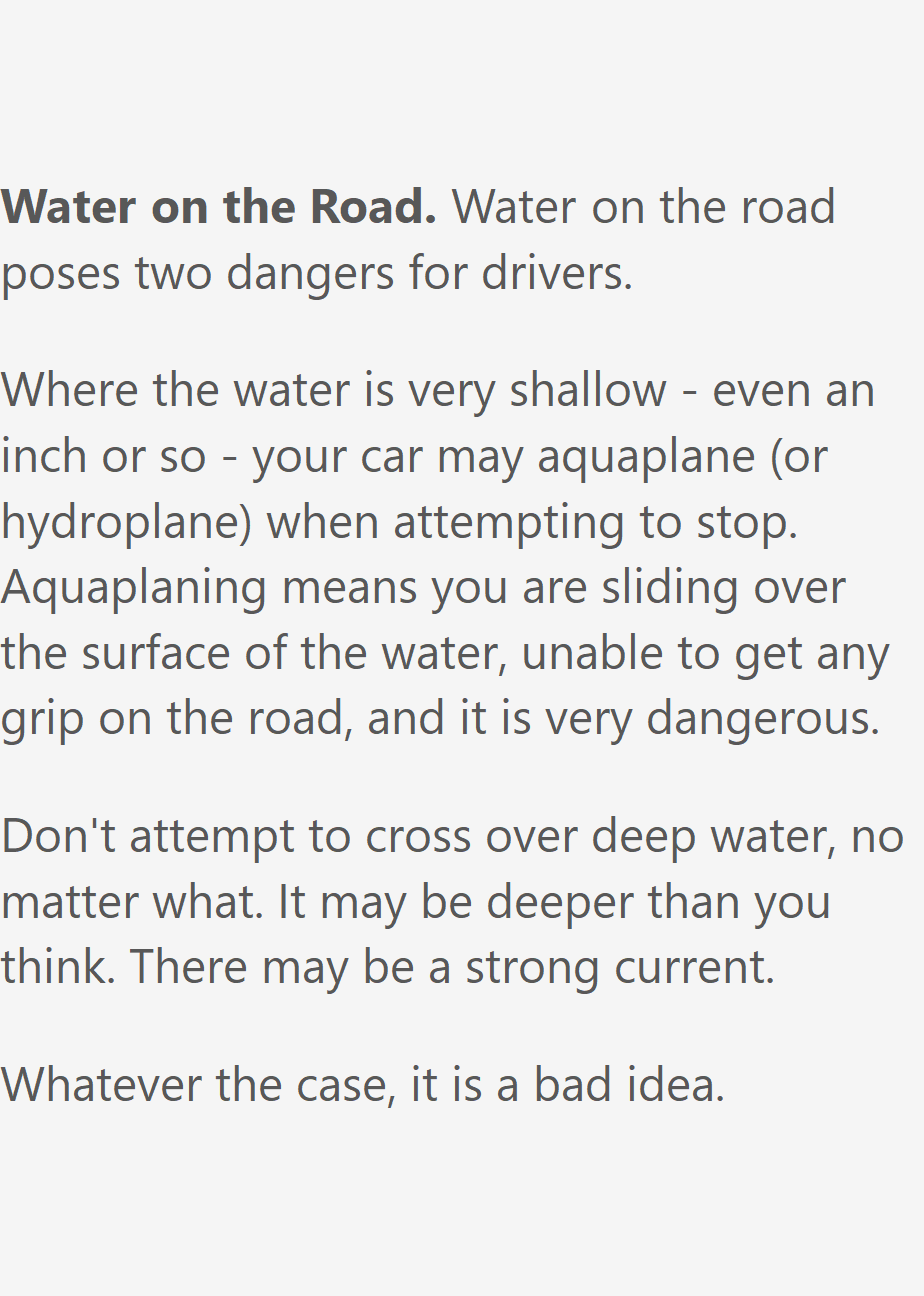 Water on the Road. Water on the road
poses two dangers for drivers.
Where the water is very shallow - even an
inch or so - your car may aquaplane (or
hydroplane) when attempting to stop.
Aquaplaning means you are sliding over
the surface of the water, unable to get any
grip on the road, and it is very dangerous.
Don't attempt to cross over deep water, no
matter what. It may be deeper than you
think. There may be a strong current.
Whatever the case, it is a bad idea.